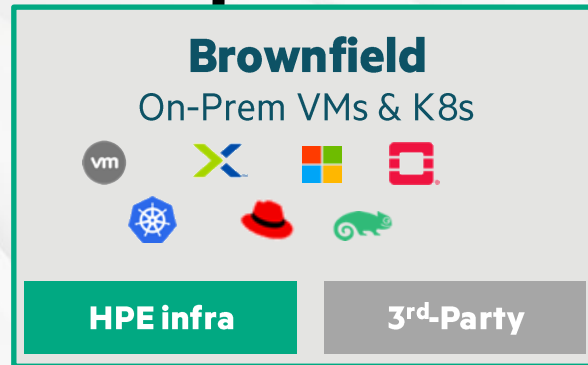 Brownfield
On-Prem VMs & K8s
vm
HPE infra
3rd-Party